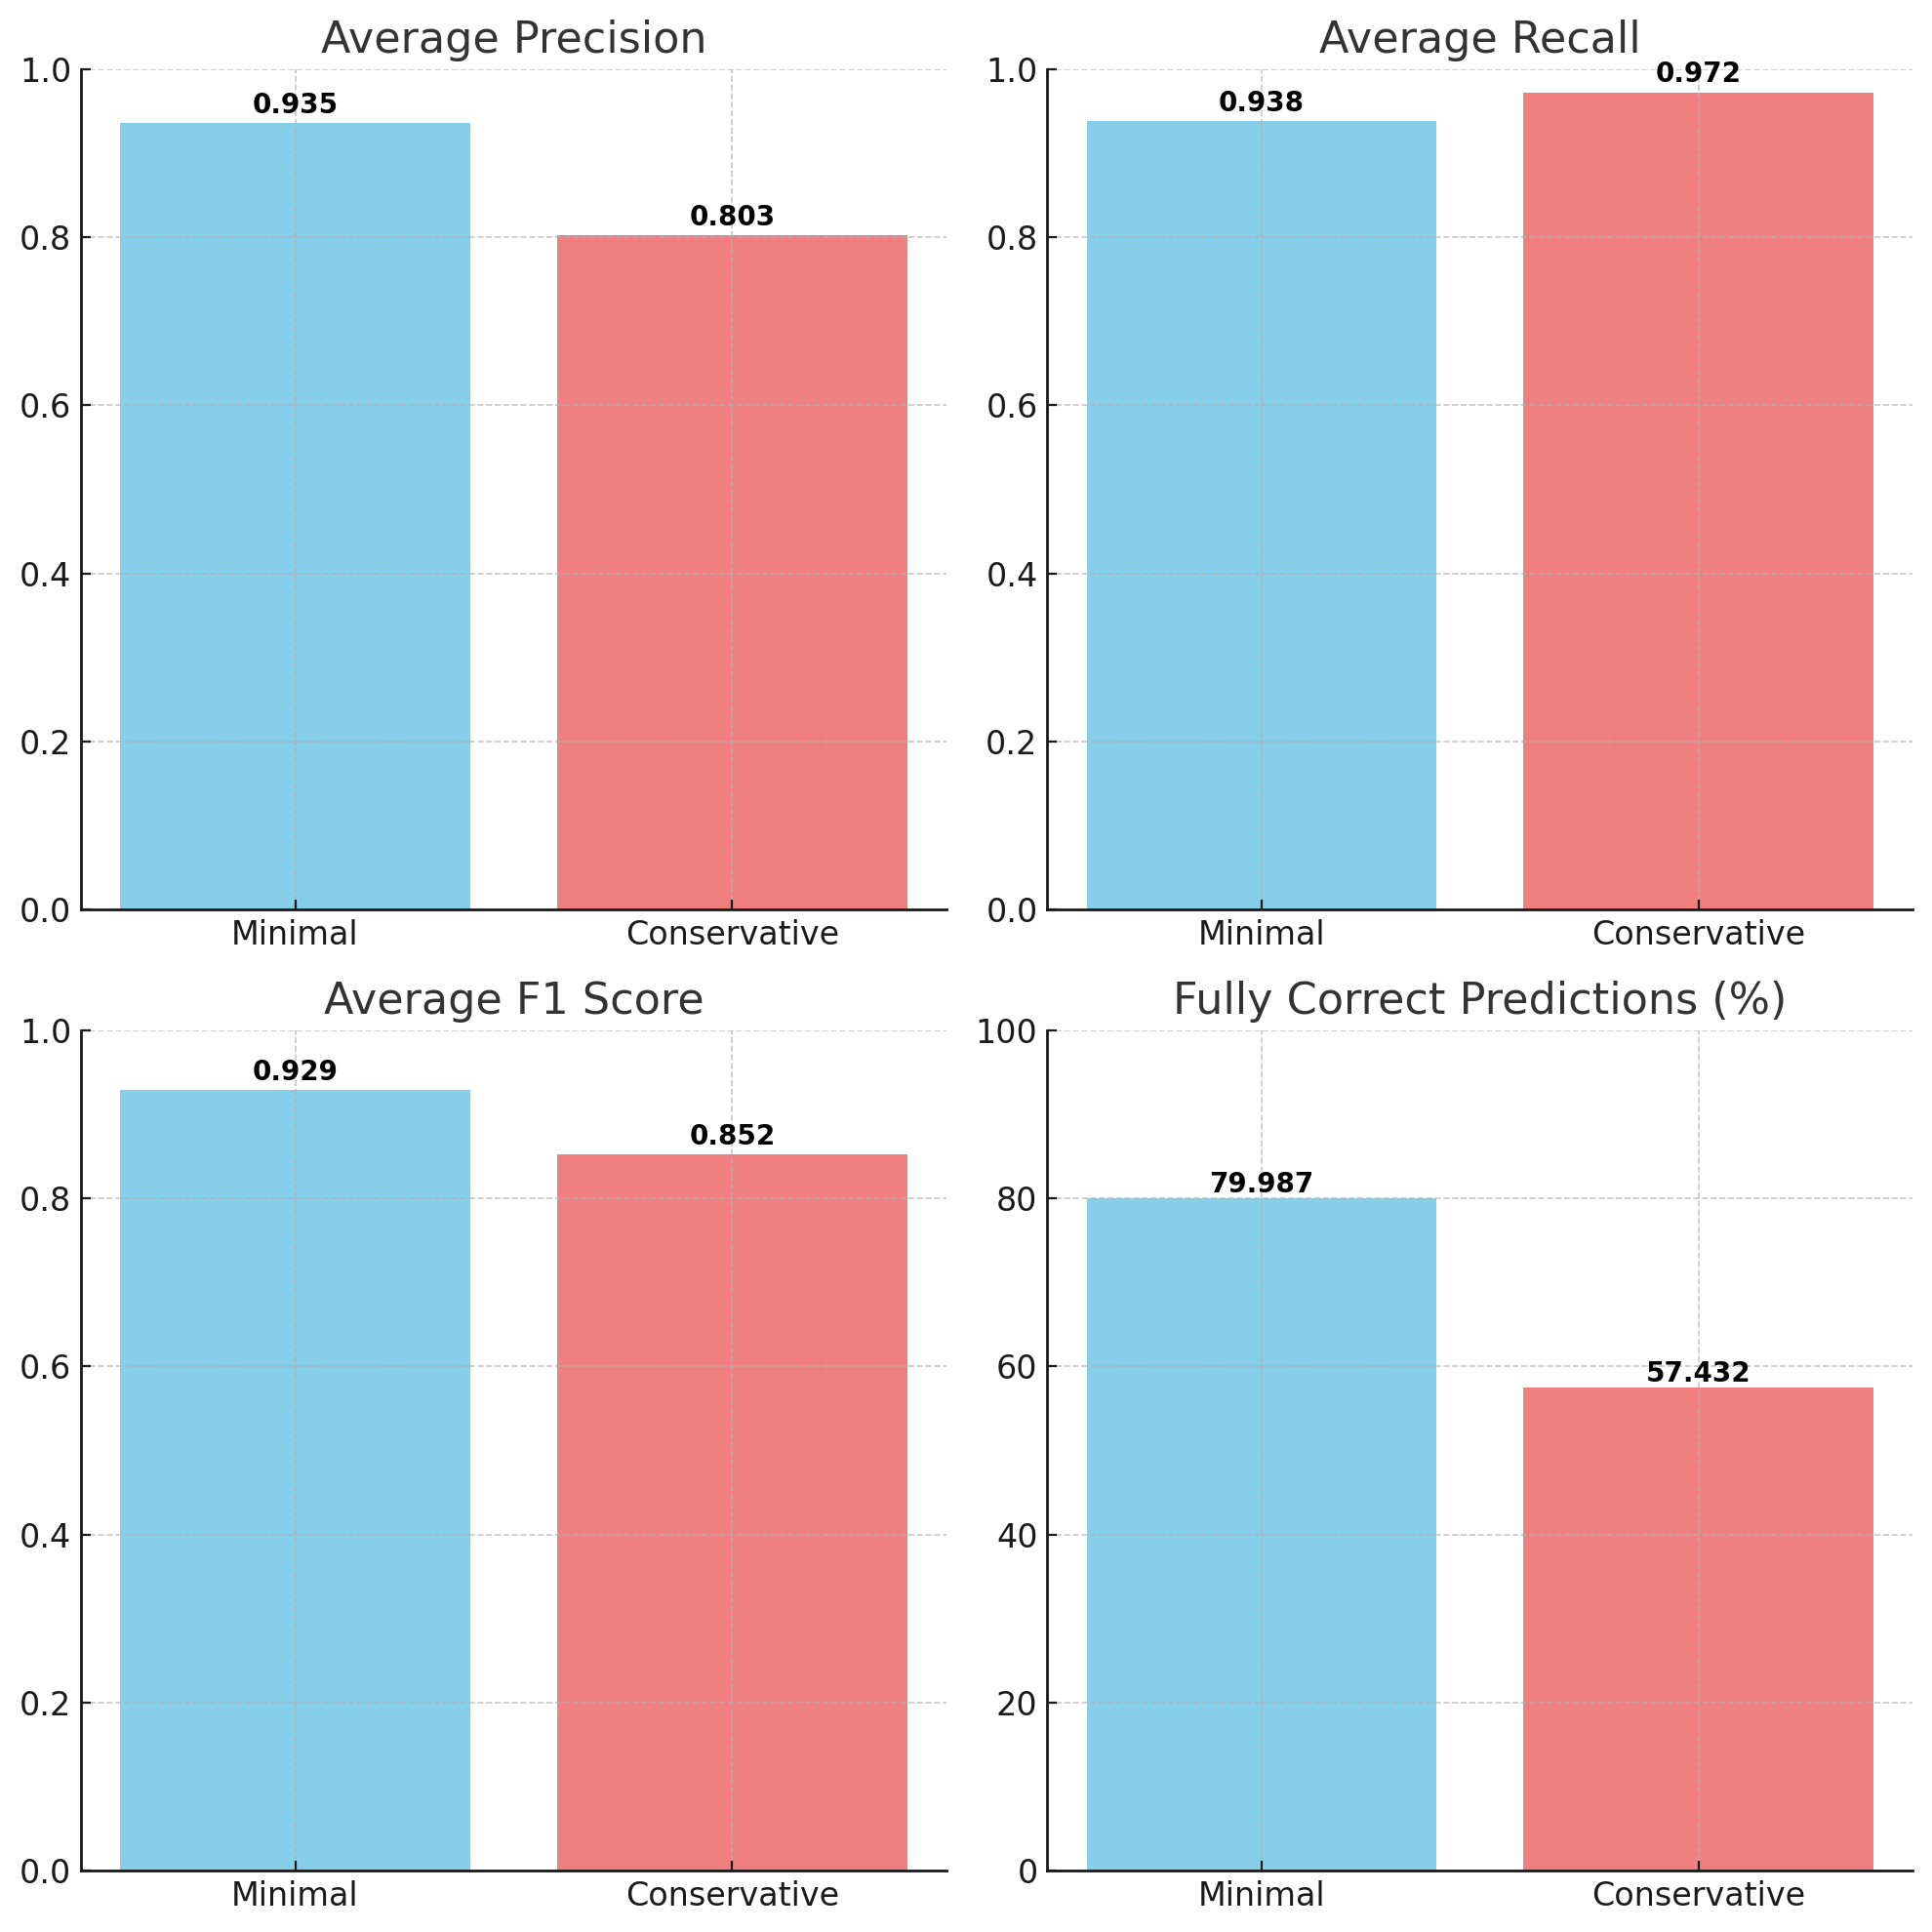 Average Precision
1.0
0.8
0.6
0.4
0.2
0.0
0.935
0.803
Minimal
Conservative
Average Recall
1.0
0.8
0.6
0.4
0.2
0.0
0.938
0.972
Minimal
Conservative
Average F1 Score
1.0
0.8
0.6
0.4
0.2
0.0
0.929
0.852
Minimal
Conservative
Fully Correct Predictions (%)
100
80
60
40
20
0
79.987
57.432
Minimal
Conservative